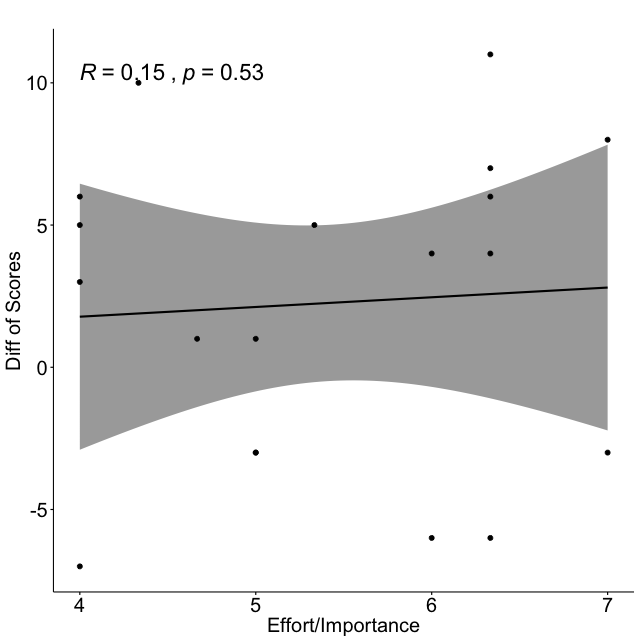 R = 0.15 , p = 0.53
10
5
0
-5
Diff of Scores
4 5 6 7
Effort/Importance